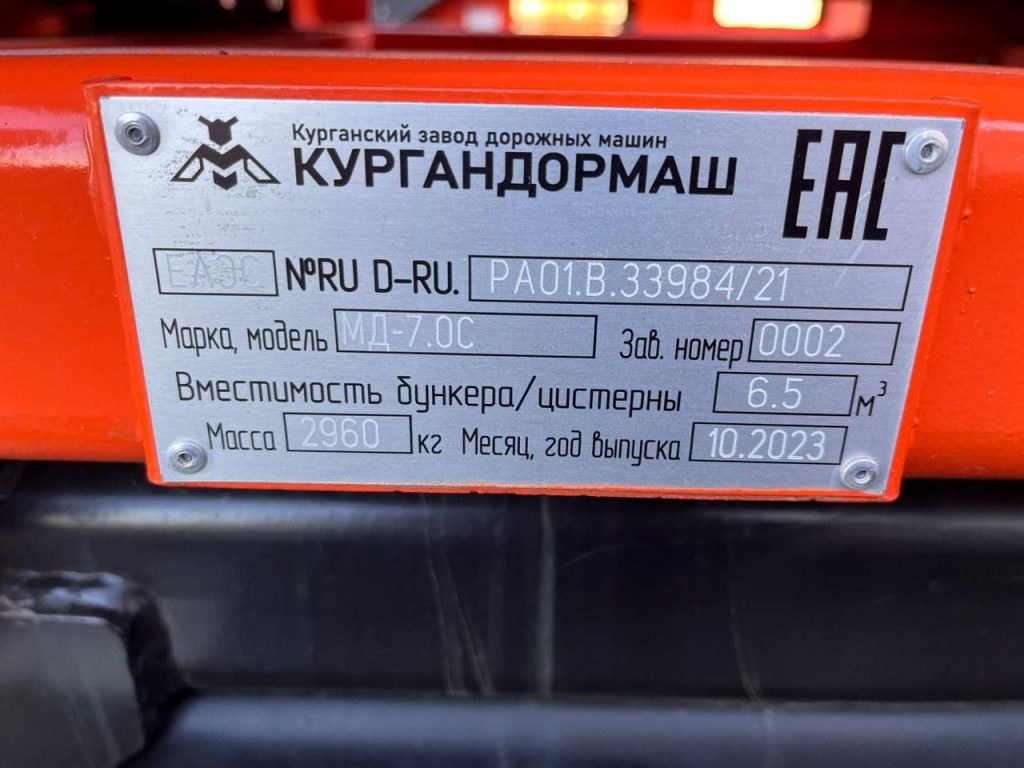 Курганский завод дорожных машин
КУРГАНДОРМАШ
EAC
ЕАЭС №RU D-RU. РА01.В.33984/21
Марка, модель МД-7.0С Зав. номер 0002
Вместимость бункера/цистерны 6.5 м³
Масса 2960 кг Месяц, год выпуска 10.2023